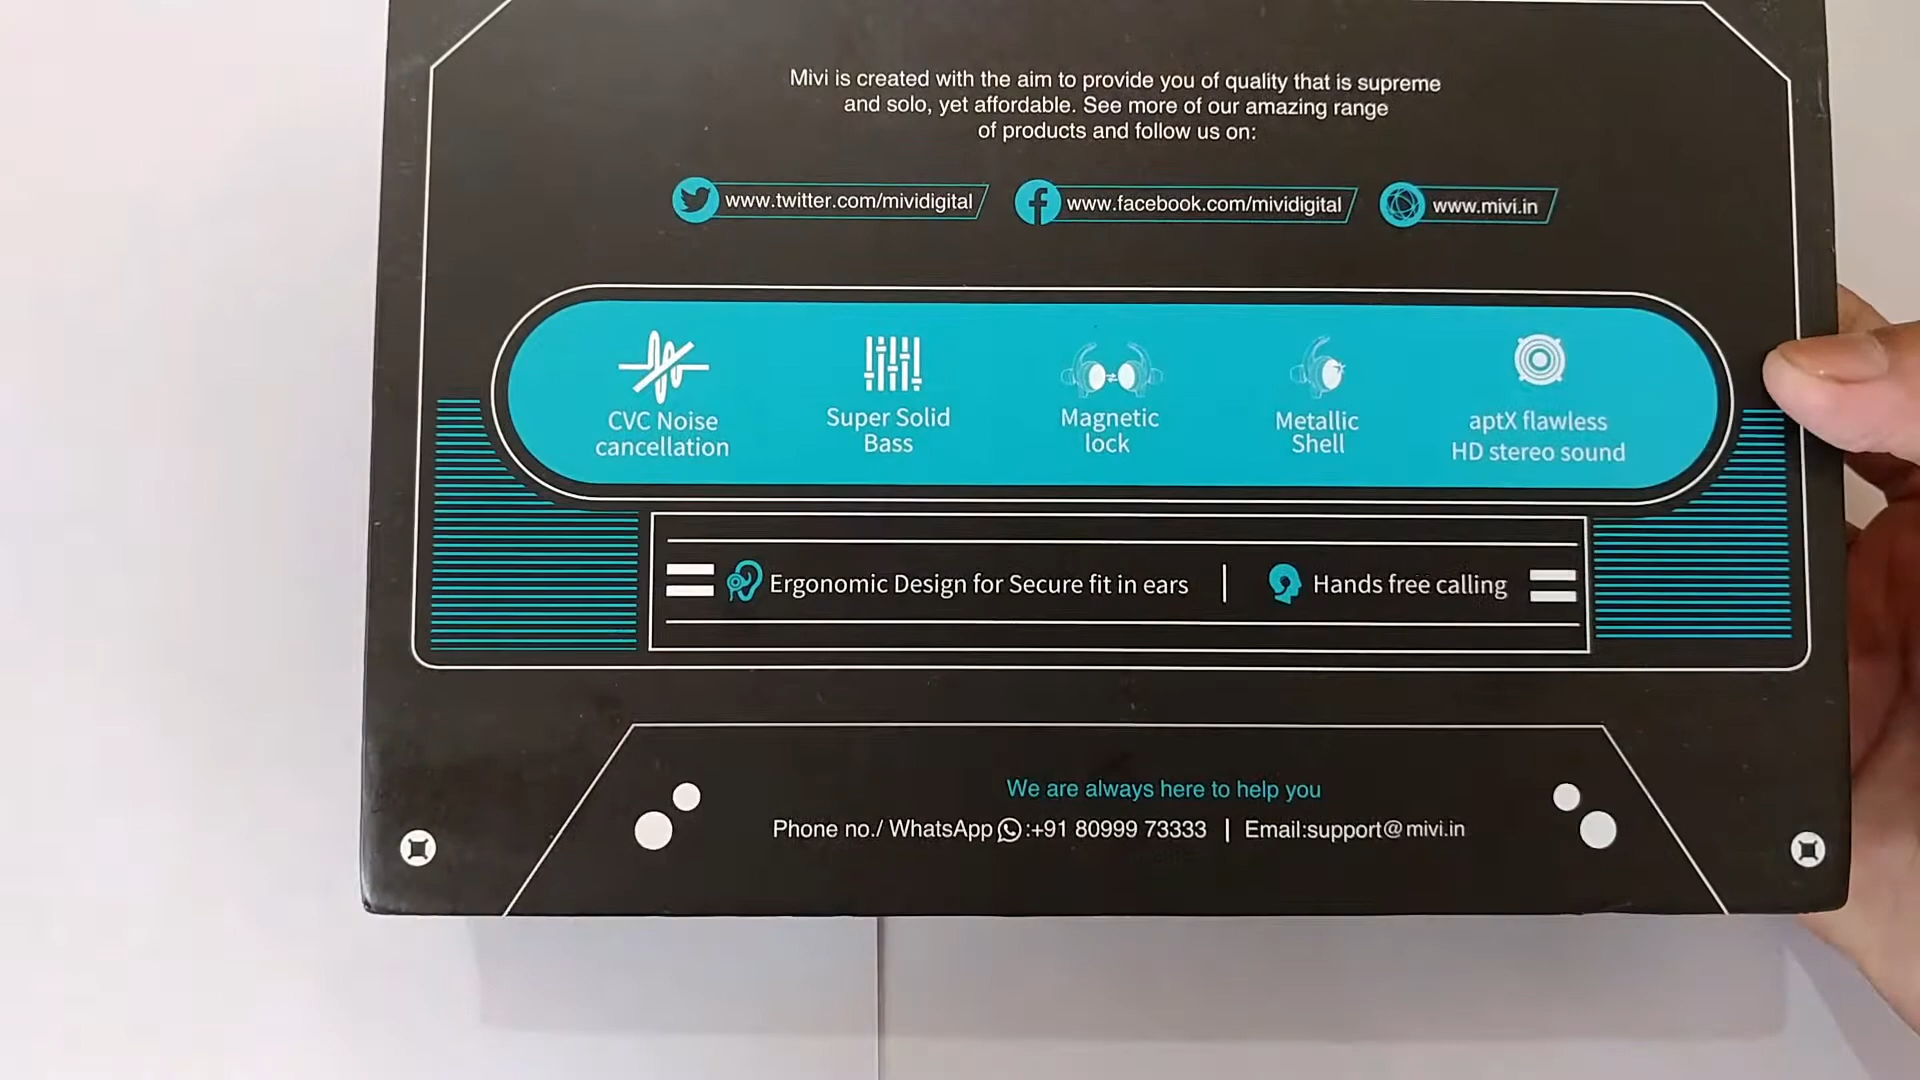 Mivi is created with the aim to provide you of quality that is supreme
and solo, yet affordable. See more of our amazing range
of products and follow us on:
www.twitter.com/mividigital
www.facebook.com/mividigital
www.mivi.in
CVC Noise
cancellation
Super Solid
Bass
Magnetic
lock
Metallic
Shell
aptX flawless
HD stereo sound
Ergonomic Design for Secure fit in ears | Hands free calling
We are always here to help you
Phone no./ WhatsApp :+91 80999 73333 | Email:support@mivi.in